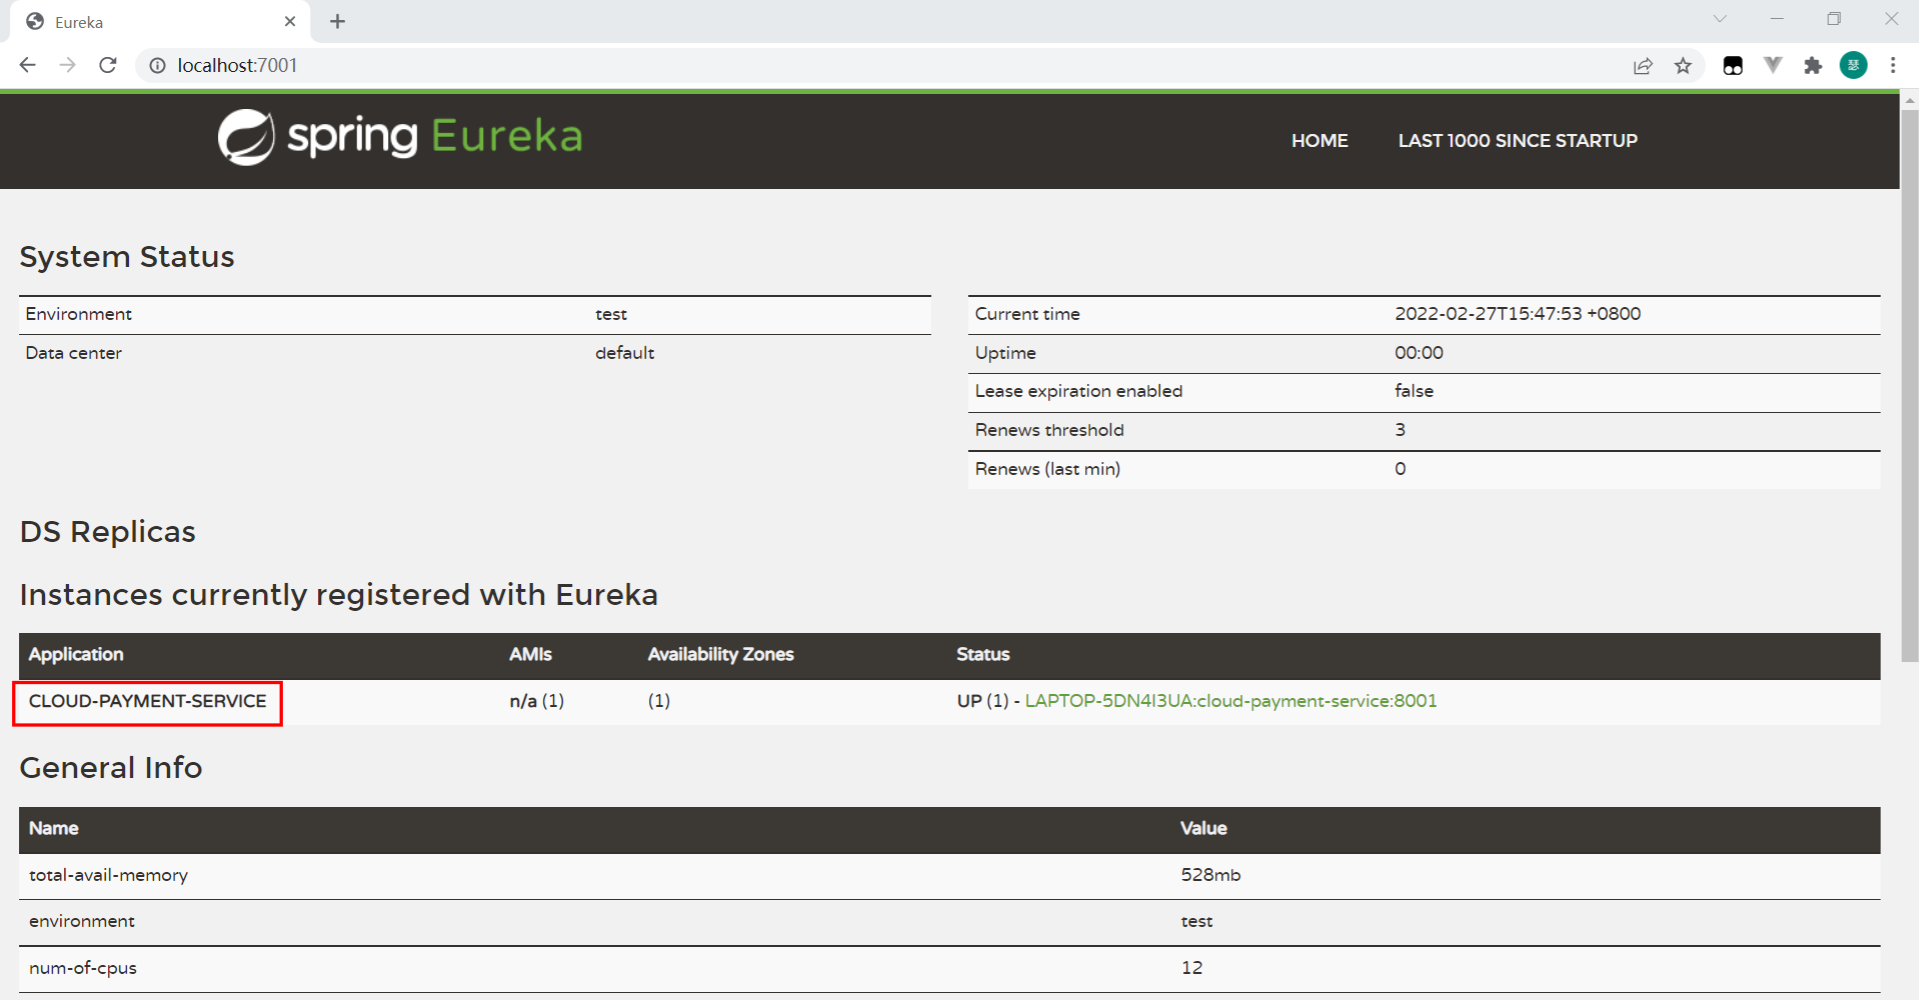 Eureka
localhost:7001
瑟
spring Eureka
HOME
LAST 1000 SINCE STARTUP
System Status
Environment test
Data center default
Current time 2022-02-27T15:47:53 +0800
Uptime 00:00
Lease expiration enabled false
Renews threshold 3
Renews (last min) 0
DS Replicas
Instances currently registered with Eureka
Application AMIs Availability Zones Status
CLOUD-PAYMENT-SERVICE n/a (1) (1) UP (1) - LAPTOP-5DN4I3UA:cloud-payment-service:8001
General Info
Name Value
total-avail-memory 528mb
environment test
num-of-cpus 12